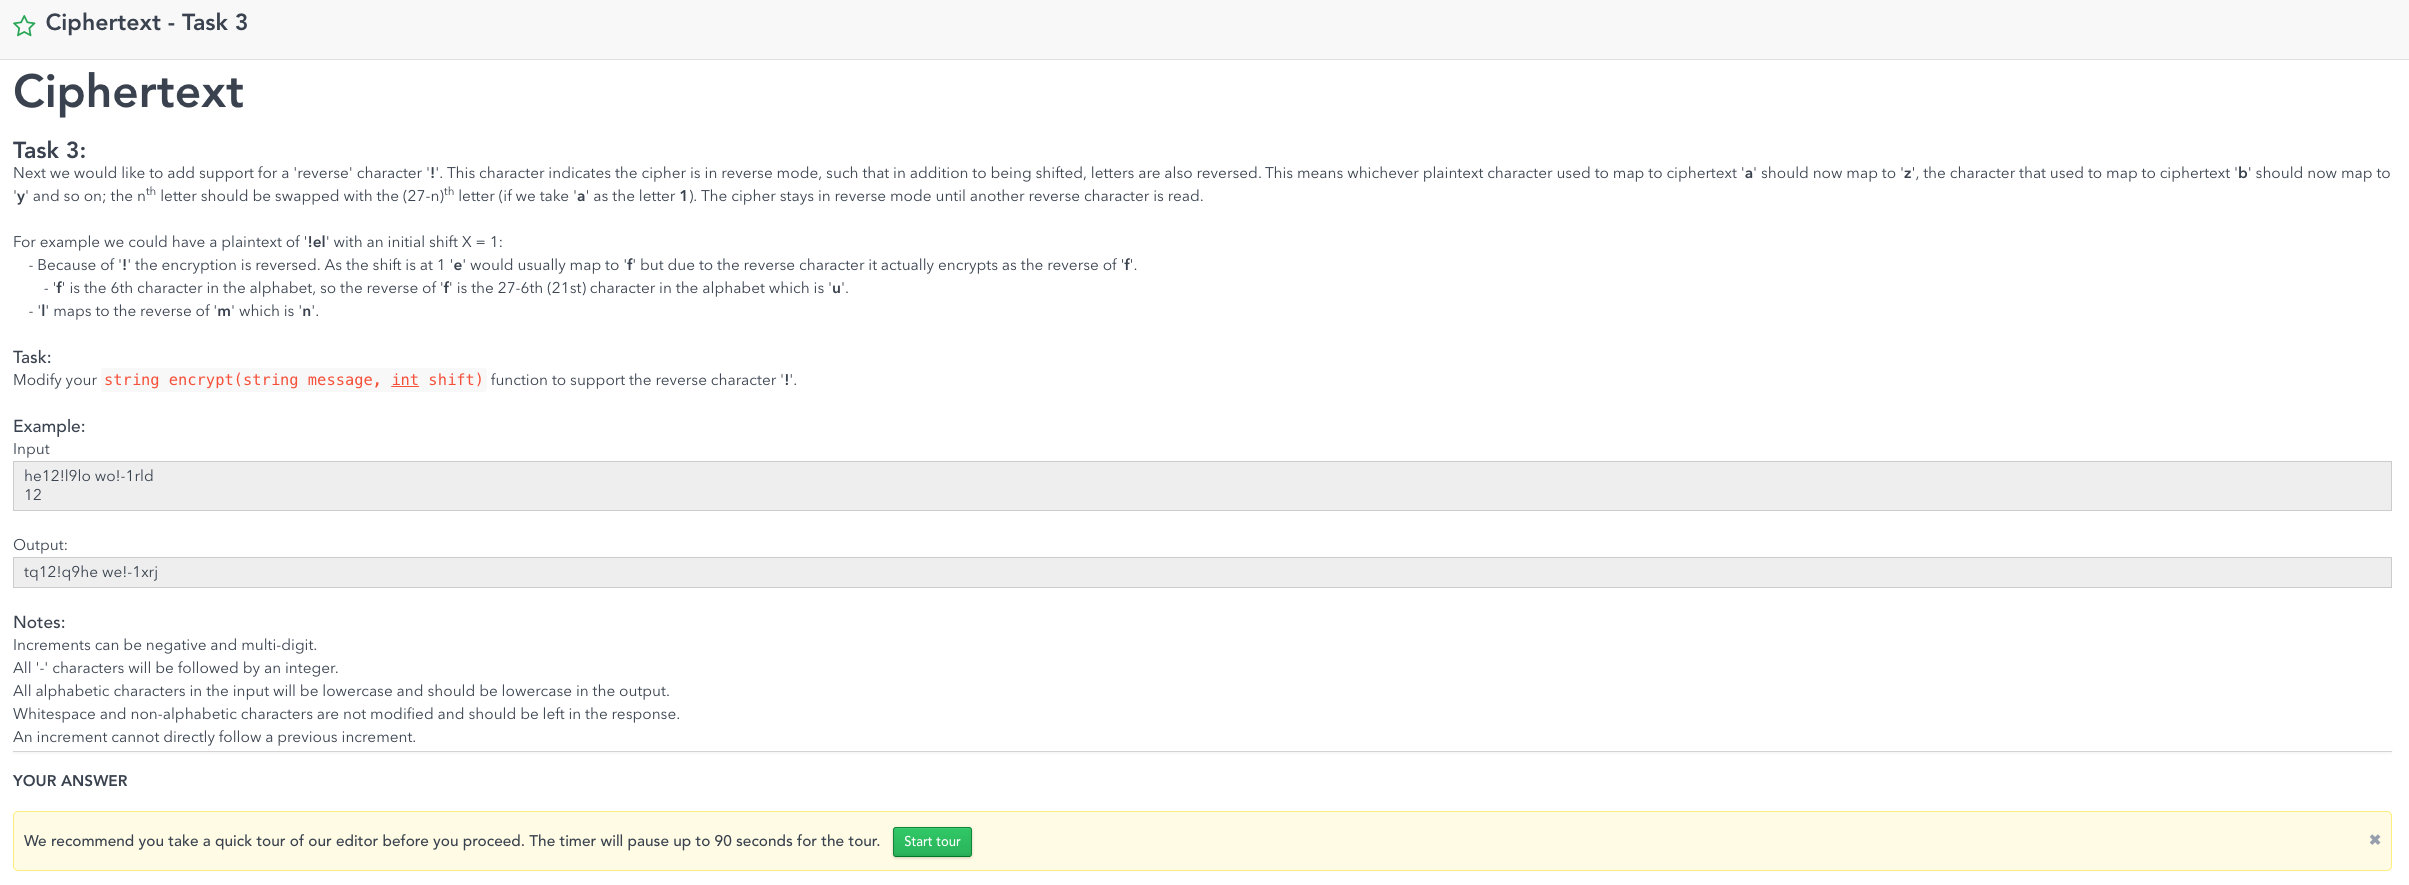 Ciphertext - Task 3
Ciphertext
Task 3:
Next we would like to add support for a 'reverse' character '!'. This character indicates the cipher is in reverse mode, such that in addition to being shifted, letters are also reversed. This means whichever plaintext character used to map to ciphertext 'a' should now map to 'z', the character that used to map to ciphertext 'b' should now map to
'y' and so on; the nth letter should be swapped with the (27-n)th letter (if we take 'a' as the letter 1). The cipher stays in reverse mode until another reverse character is read.
For example we could have a plaintext of '!el' with an initial shift X = 1:
- Because of '!' the encryption is reversed. As the shift is at 1 'e' would usually map to 'f' but due to the reverse character it actually encrypts as the reverse of 'f'.
- 'f' is the 6th character in the alphabet, so the reverse of 'f' is the 27-6th (21st) character in the alphabet which is 'u'.
- 'l' maps to the reverse of 'm' which is 'n'.
Task:
Modify your string encrypt(string message, int shift) function to support the reverse character '!'.
Example:
Input
he12!l9lo wo!-1rld
12
Output:
tq12!q9he we!-1xrj
Notes:
Increments can be negative and multi-digit.
All '-' characters will be followed by an integer.
All alphabetic characters in the input will be lowercase and should be lowercase in the output.
Whitespace and non-alphabetic characters are not modified and should be left in the response.
An increment cannot directly follow a previous increment.
YOUR ANSWER
We recommend you take a quick tour of our editor before you proceed. The timer will pause up to 90 seconds for the tour. Start tour ✖